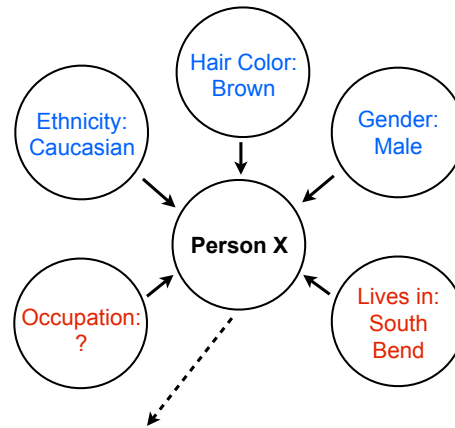 Hair Color:
Brown
Ethnicity:
Caucasian
Gender:
Male
Person X
Occupation:
?
Lives in:
South
Bend